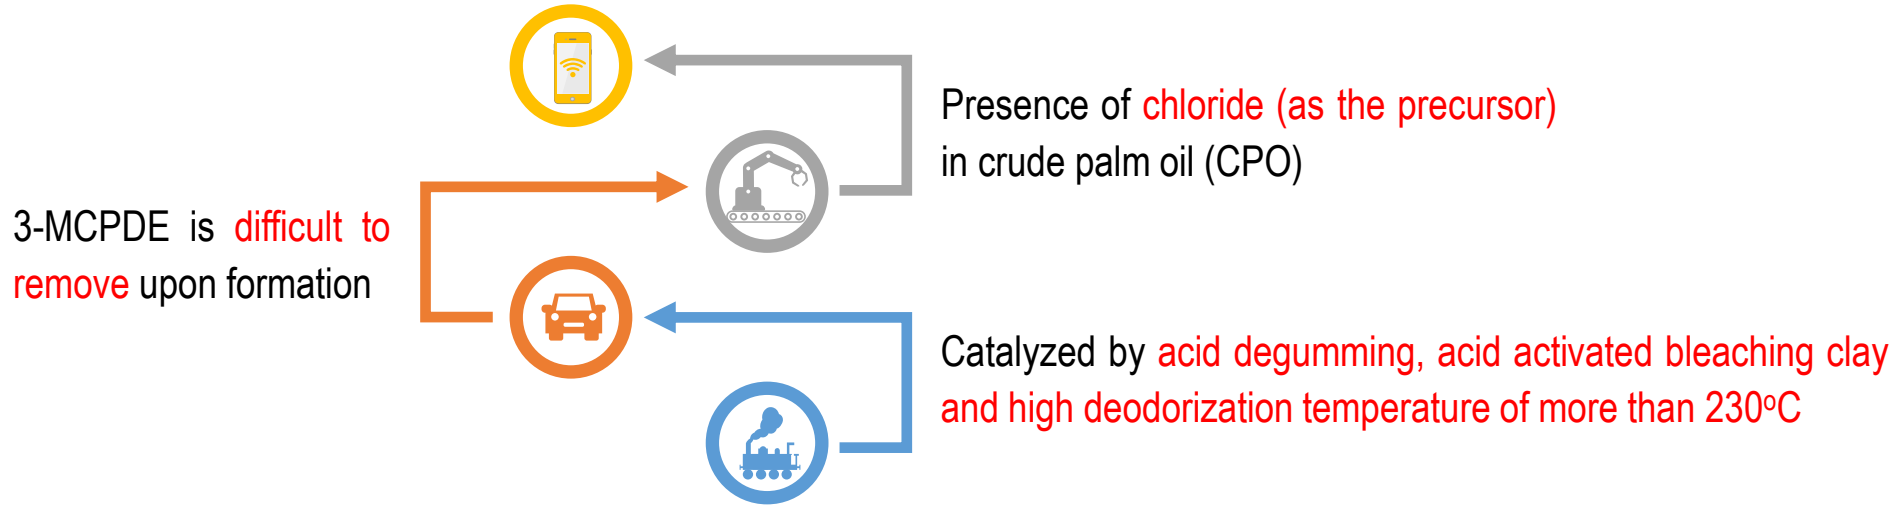 Presence of chloride (as the precursor)
in crude palm oil (CPO)
3-MCPDE is difficult to
remove upon formation
Catalyzed by acid degumming, acid activated bleaching clay
and high deodorization temperature of more than 230ºC